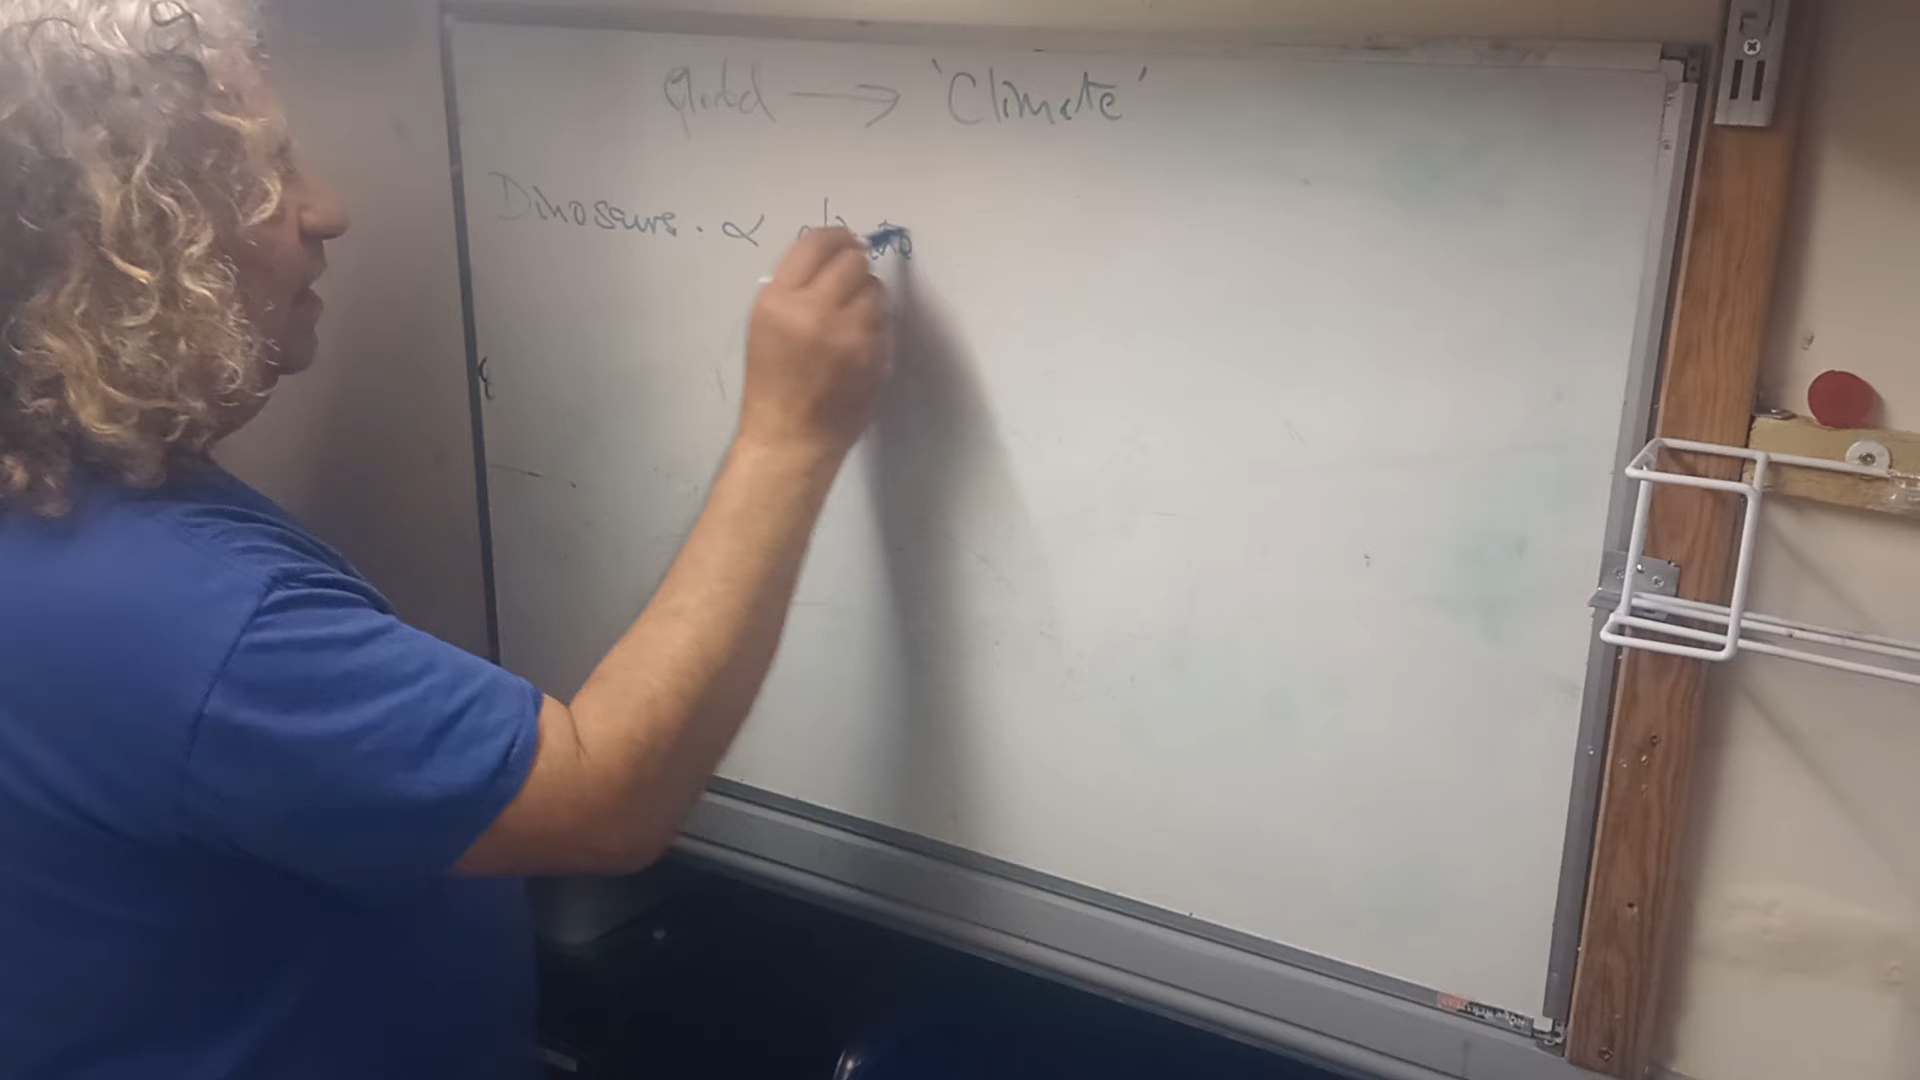 Global → 'Climate'
Dinosaurs. ∝